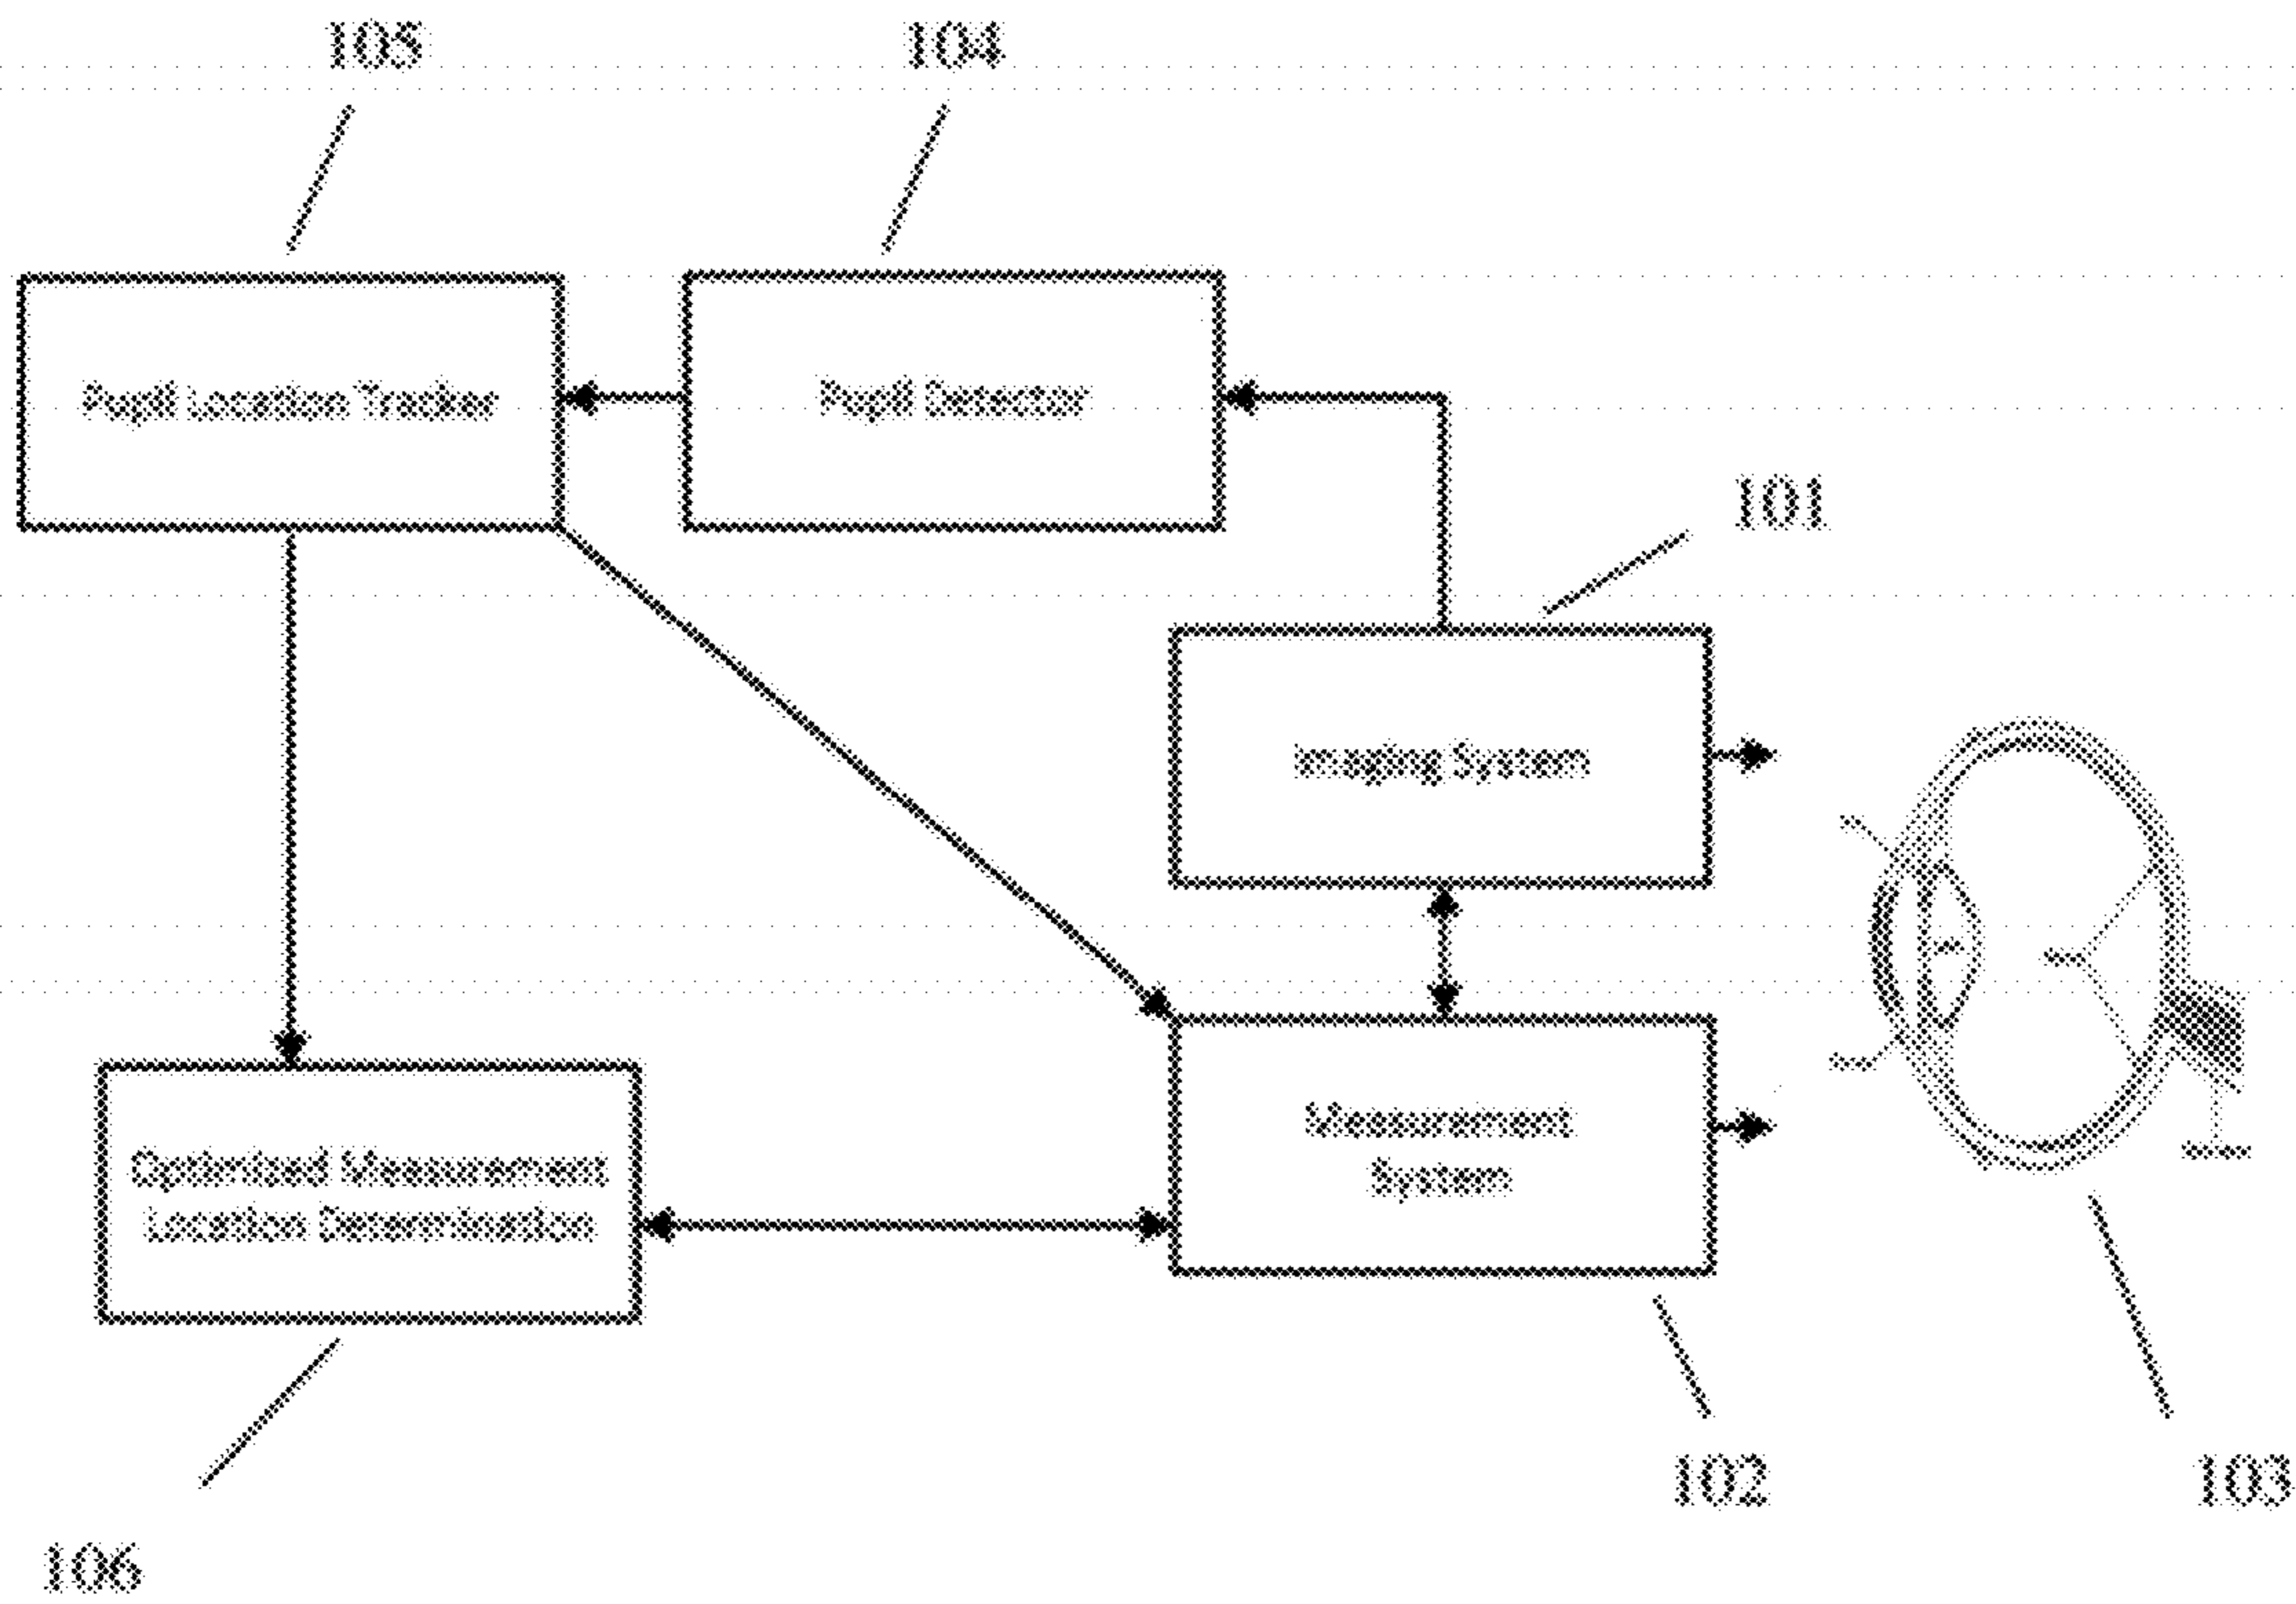 105
104
Pupil Location Tracker
Pupil Detector
101
Imaging System
Measurement
System
Optimized Measurement
Location Determination
102
103
106